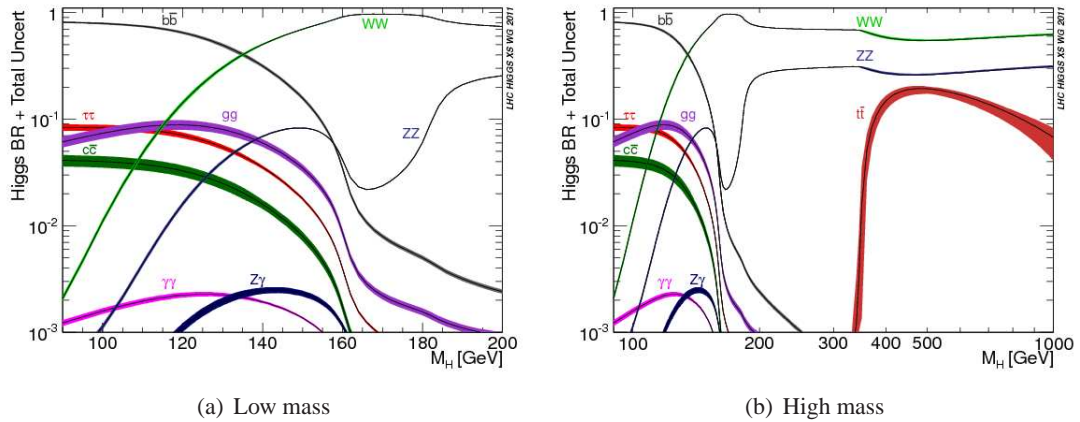 Higgs BR + Total Uncert
1
10⁻¹
10⁻²
10⁻³
bb̄
WW
ττ
gg
cc̄
ZZ
γγ
Zγ
LHC HIGGS XS WG 2011
100 120 140 160 180 200
M_H [GeV]
(a) Low mass
Higgs BR + Total Uncert
1
10⁻¹
10⁻²
10⁻³
bb̄
WW
ZZ
ττ
gg
tt̄
cc̄
γγ
Zγ
LHC HIGGS XS WG 2011
100 200 300 400 500 1000
M_H [GeV]
(b) High mass